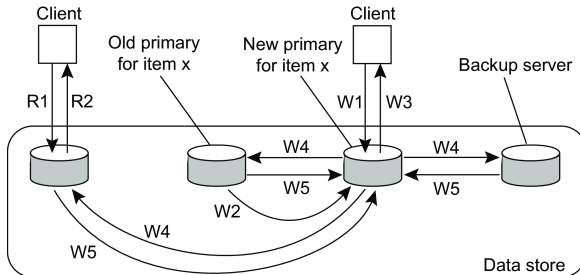 Client
Client
Old primary
for item x
New primary
for item x
Backup server
R1
R2
W1
W3
W4
W4
W5
W5
W2
W4
W5
Data store